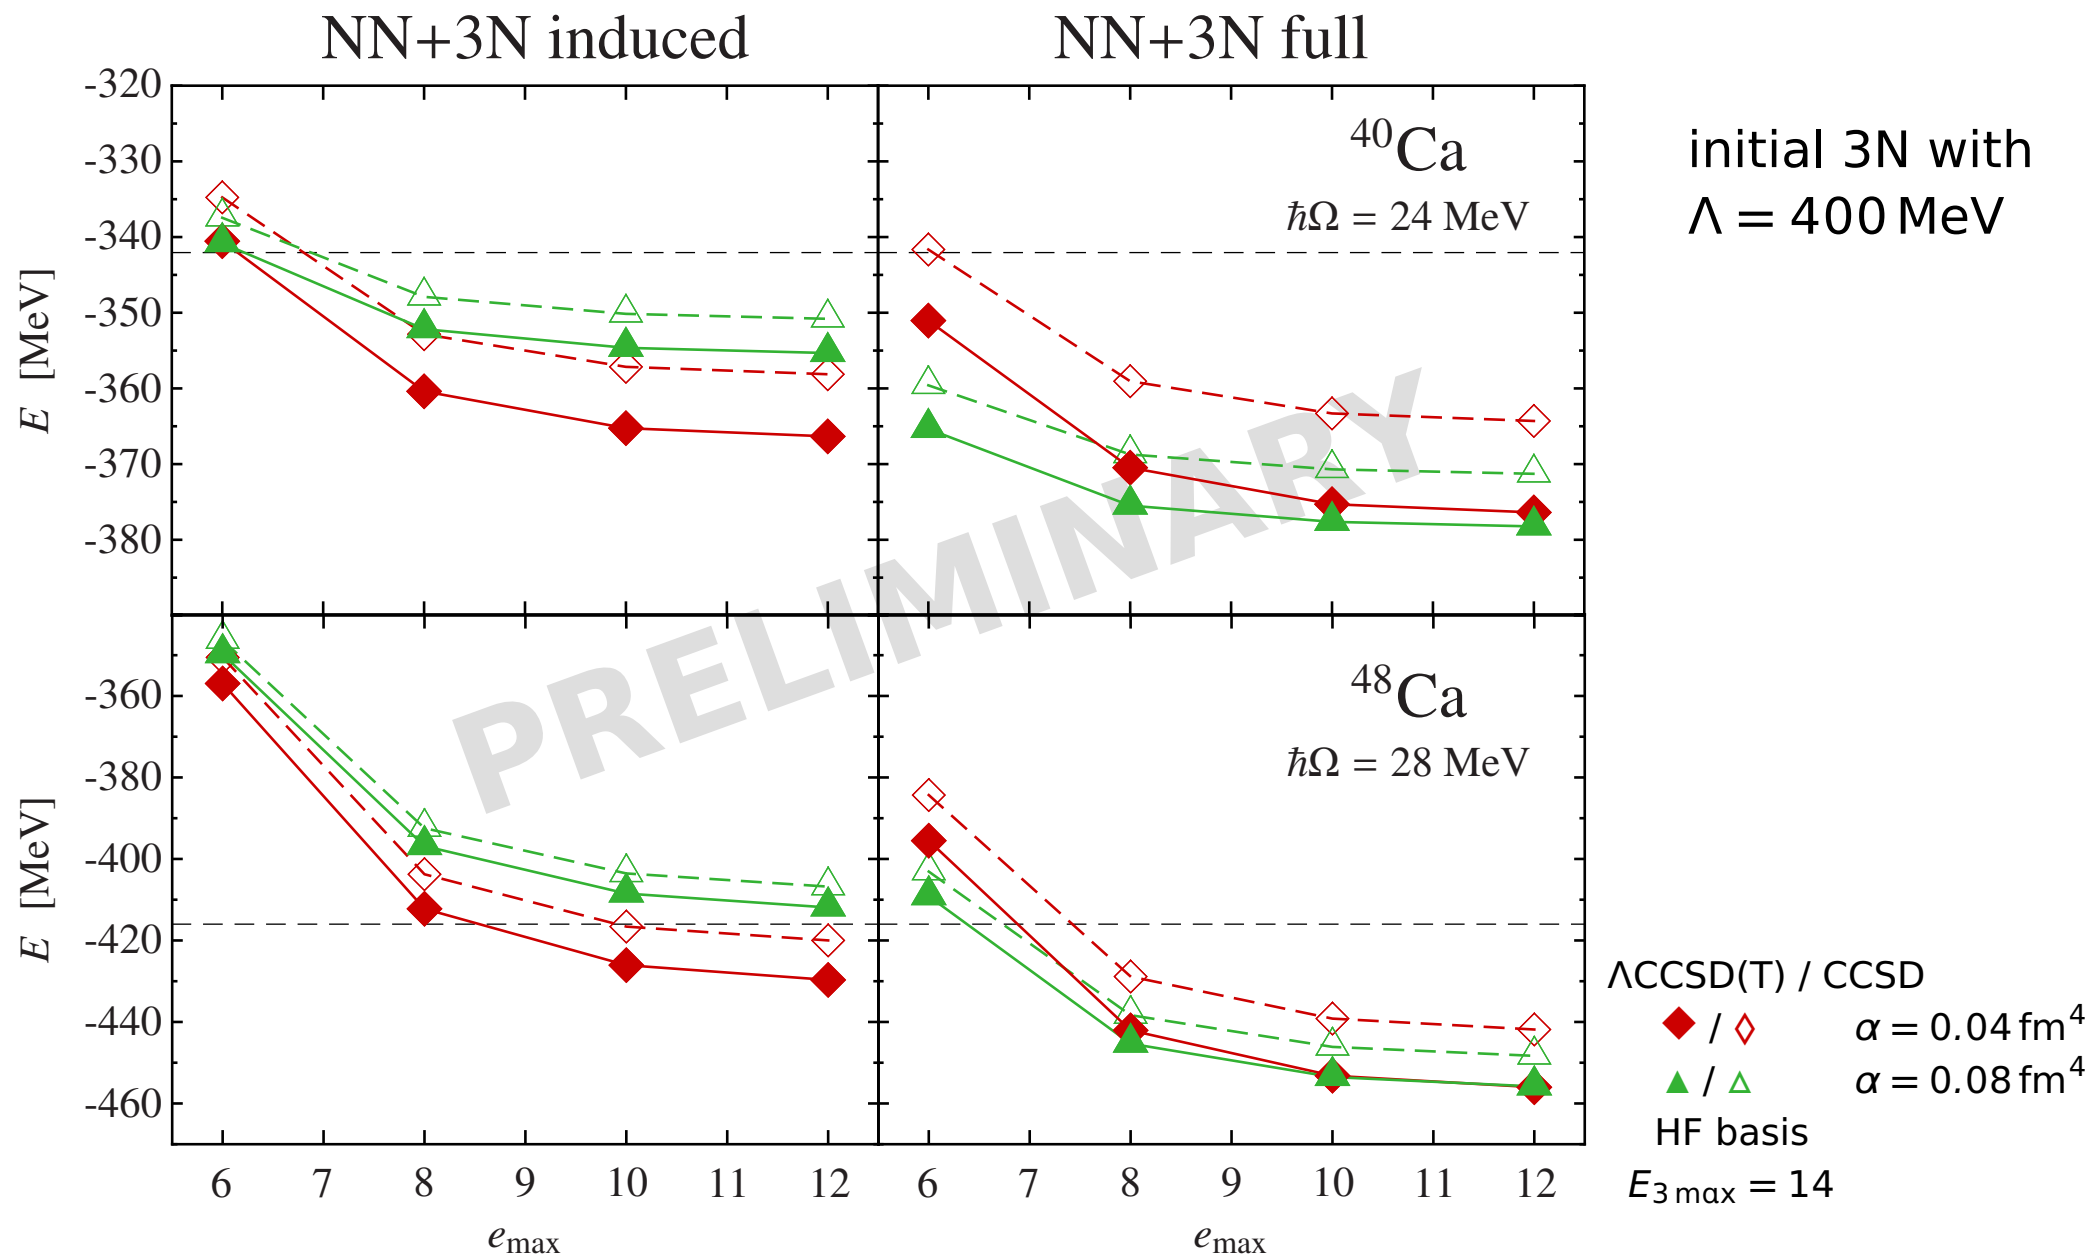 NN+3N induced
NN+3N full
-320
-330
-340
-350
-360
-370
-380
E [MeV]
⁴⁰Ca
ℏΩ = 24 MeV
initial 3N with
Λ = 400 MeV
PRELIMINARY
-360
-380
-400
-420
-440
-460
E [MeV]
⁴⁸Ca
ℏΩ = 28 MeV
6 7 8 9 10 11 12
6 7 8 9 10 11 12
e_max
e_max
ΛCCSD(T) / CCSD
◆ / ◇ α = 0.04 fm⁴
▲ / △ α = 0.08 fm⁴
HF basis
E_3 max = 14